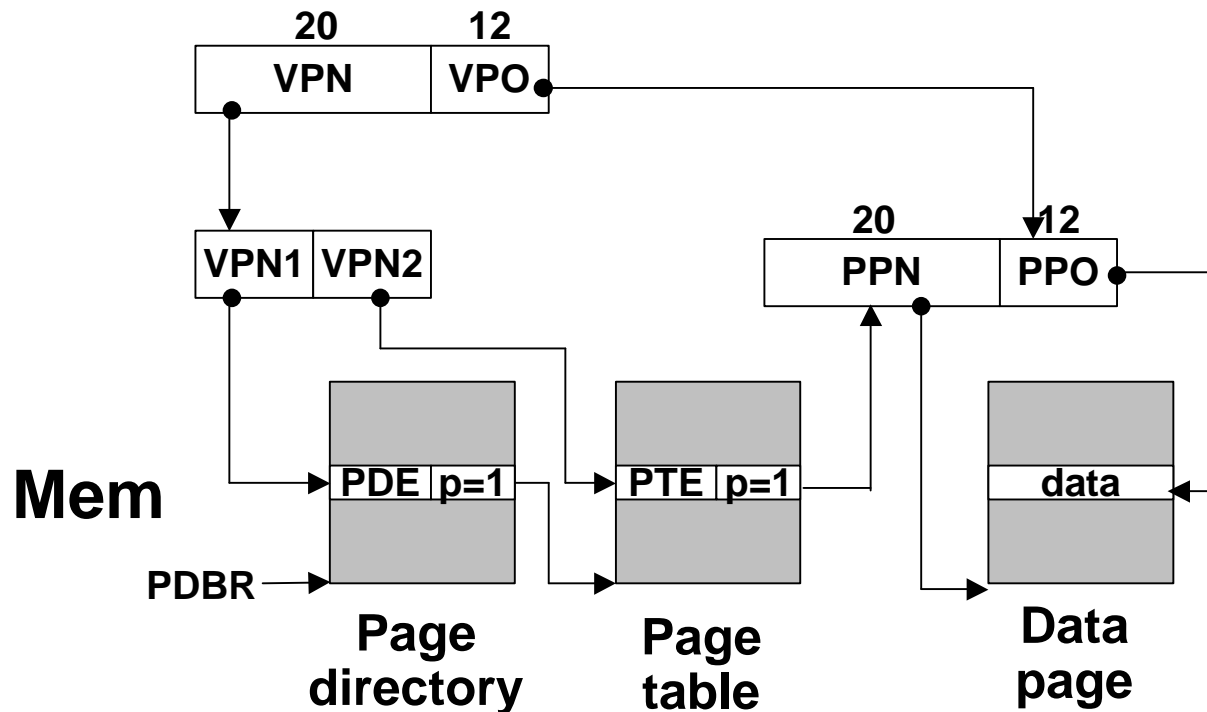 20 12
VPN VPO
20 12
VPN1 VPN2
PPN PPO
Mem
PDE p=1
PTE p=1
data
PDBR
Page
directory
Page
table
Data
page